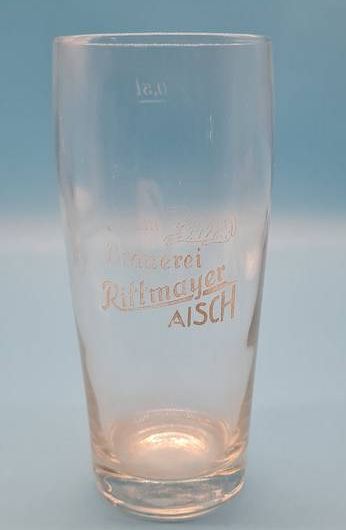 0,5l
Brauerei
Rittmayer
AISCH